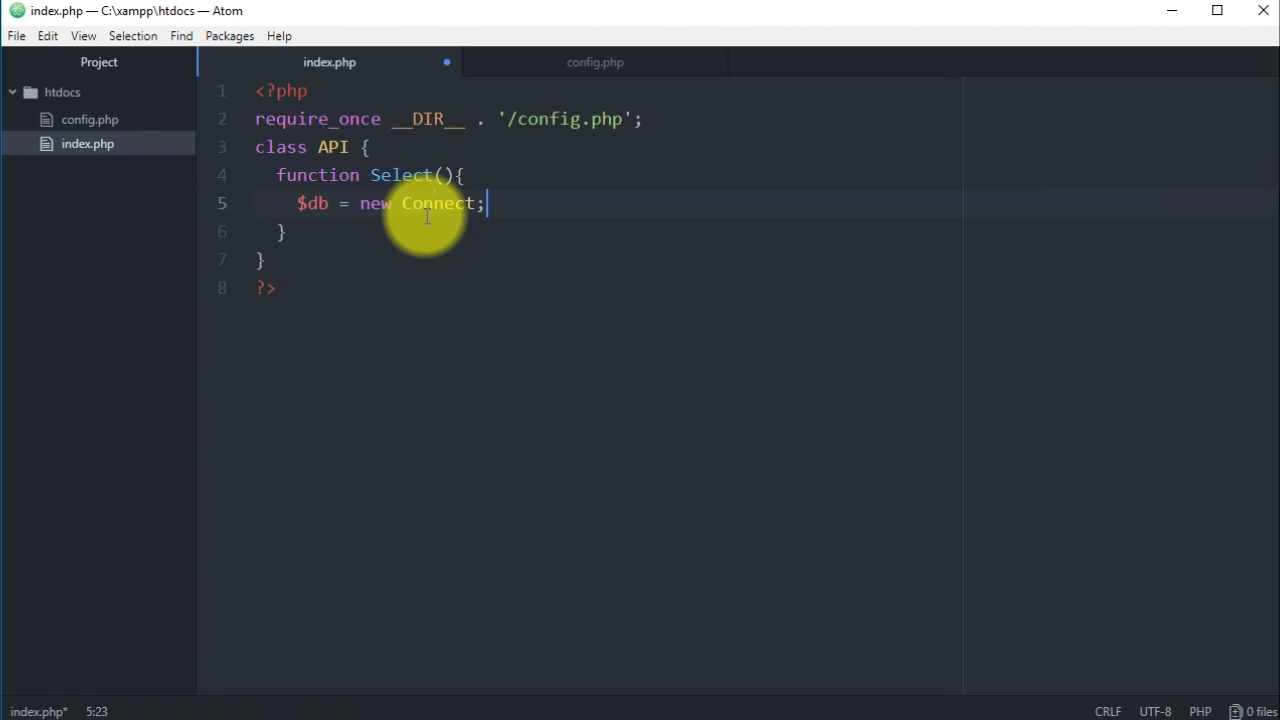 index.php — C:\xampp\htdocs — Atom
File Edit View Selection Find Packages Help
Project
index.php
config.php
htdocs
config.php
index.php
1 <?php
2 require_once __DIR__ . '/config.php';
3 class API {
4 function Select(){
5 $db = new Connect;
6 }
7 }
8 ?>
index.php* 5:23
CRLF UTF-8 PHP 0 files